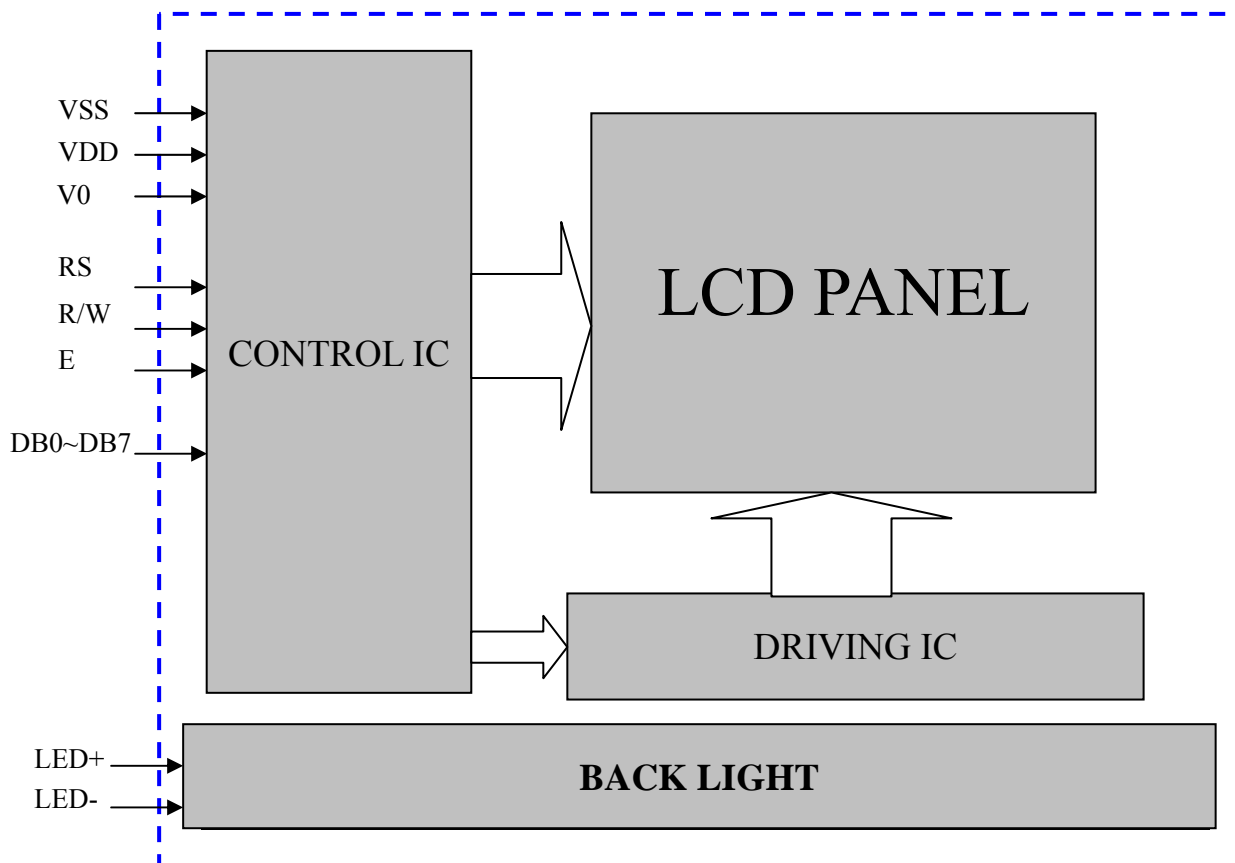 VSS
VDD
V0
RS
R/W
E
DB0~DB7
CONTROL IC
LCD PANEL
DRIVING IC
LED+
LED-
BACK LIGHT